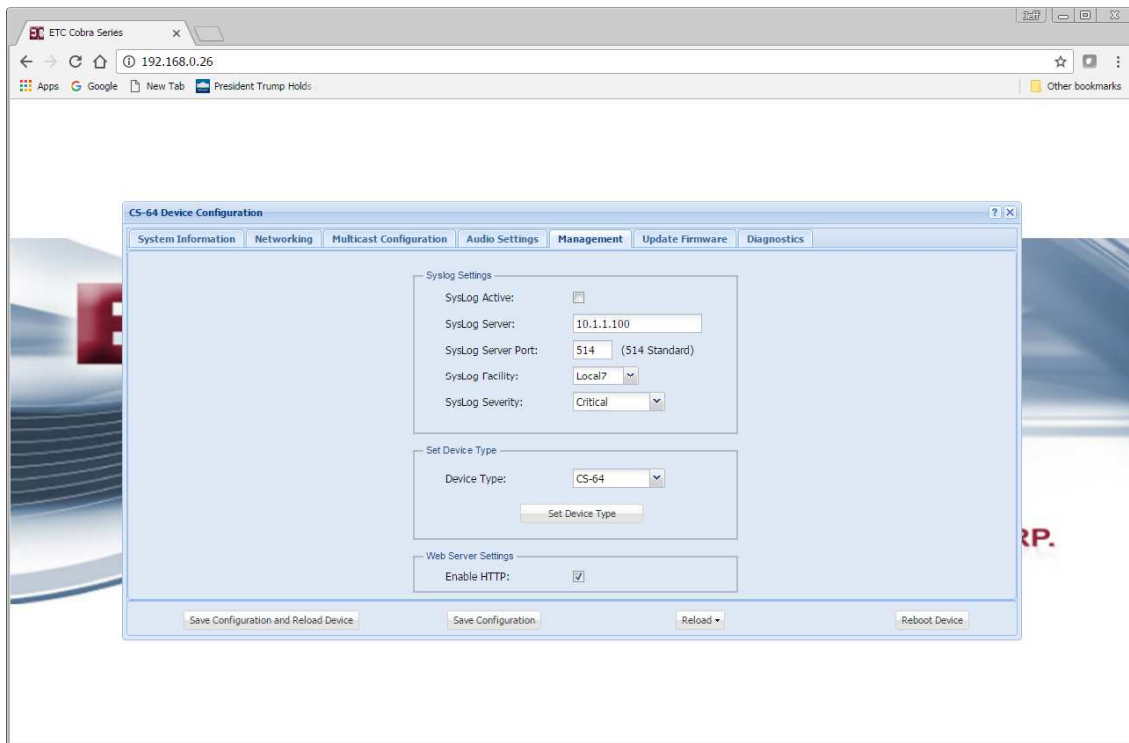 Jeff
ETC Cobra Series
192.168.0.26
Apps Google New Tab President Trump Holds Other bookmarks
CS-64 Device Configuration
System Information Networking Multicast Configuration Audio Settings Management Update Firmware Diagnostics
Syslog Settings
SysLog Active:
SysLog Server: 10.1.1.100
SysLog Server Port: 514 (514 Standard)
SysLog Facility: Local7
SysLog Severity: Critical
Set Device Type
Device Type: CS-64
Set Device Type
RP.
Web Server Settings
Enable HTTP:
Save Configuration and Reload Device Save Configuration Reload Reboot Device